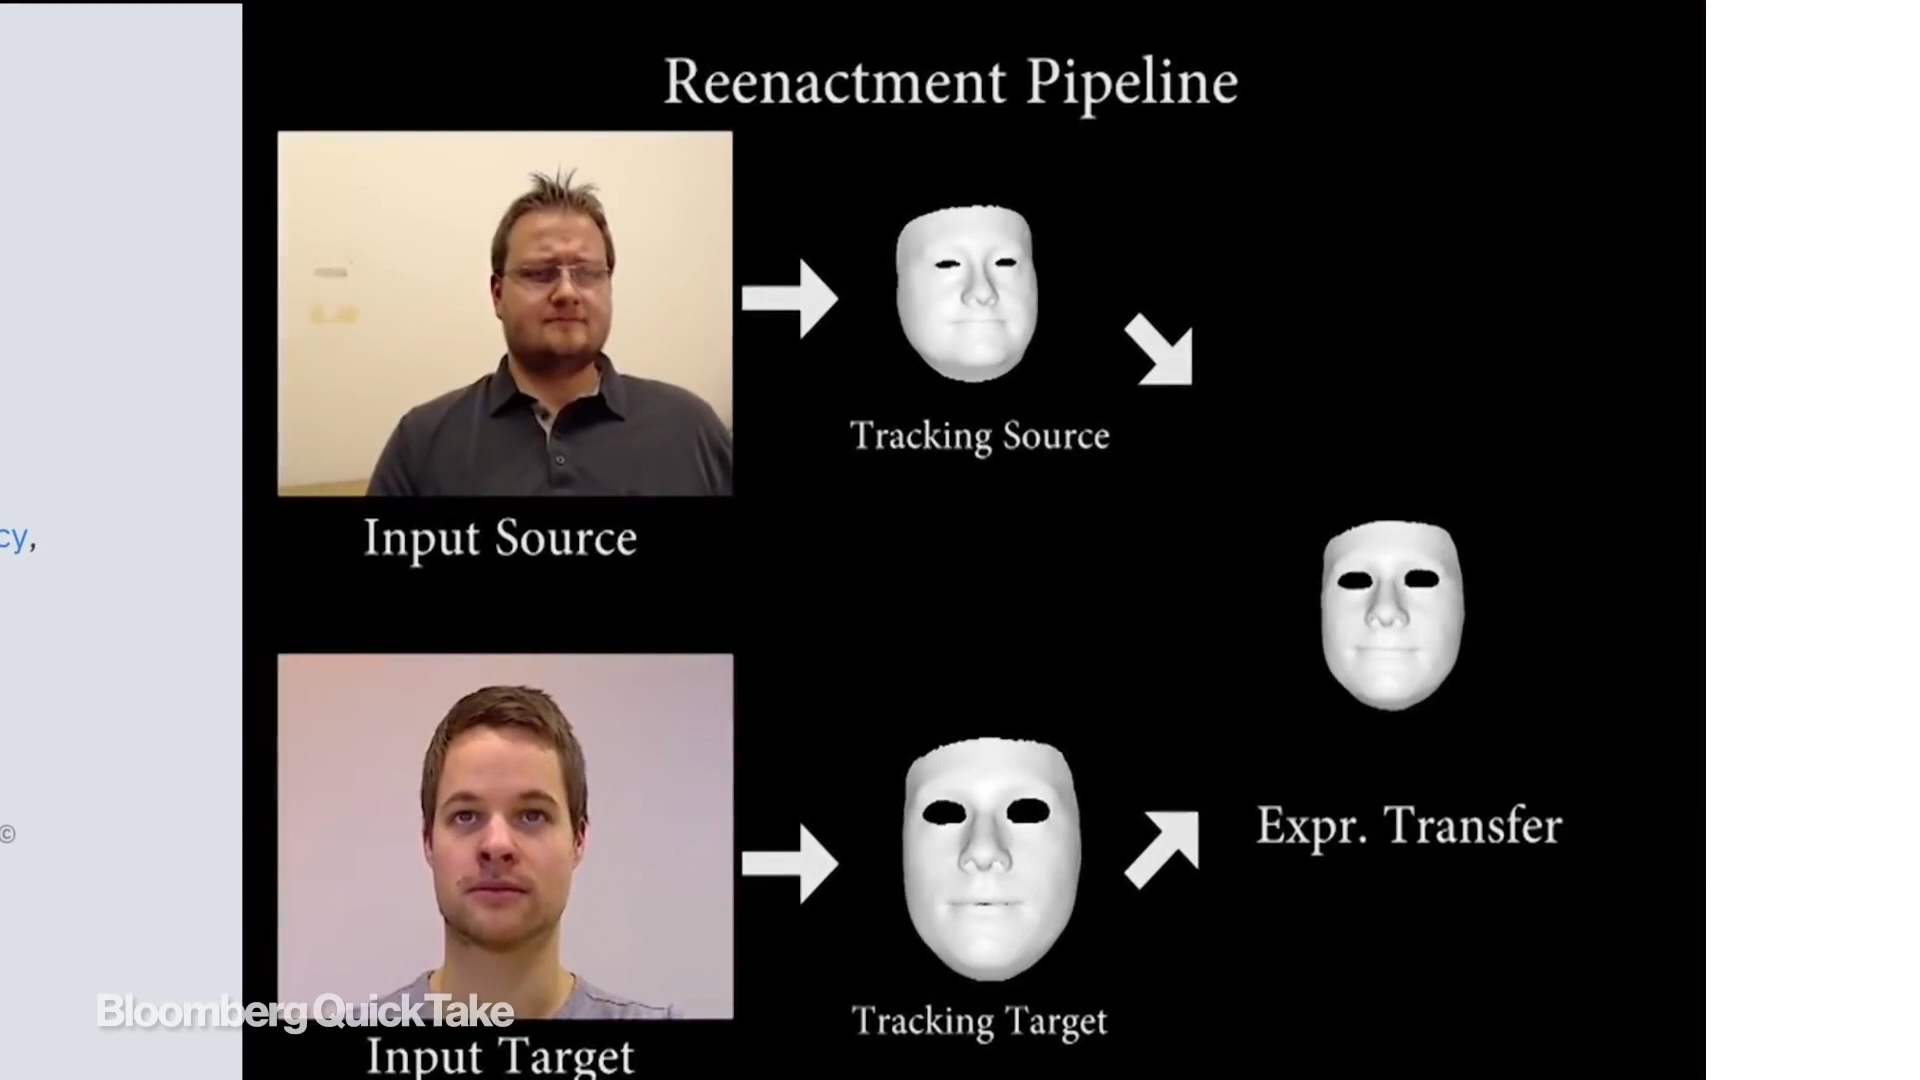 Reenactment Pipeline
Tracking Source
Input Source
cy,
Expr. Transfer
©
Bloomberg QuickTake
Tracking Target
Input Target